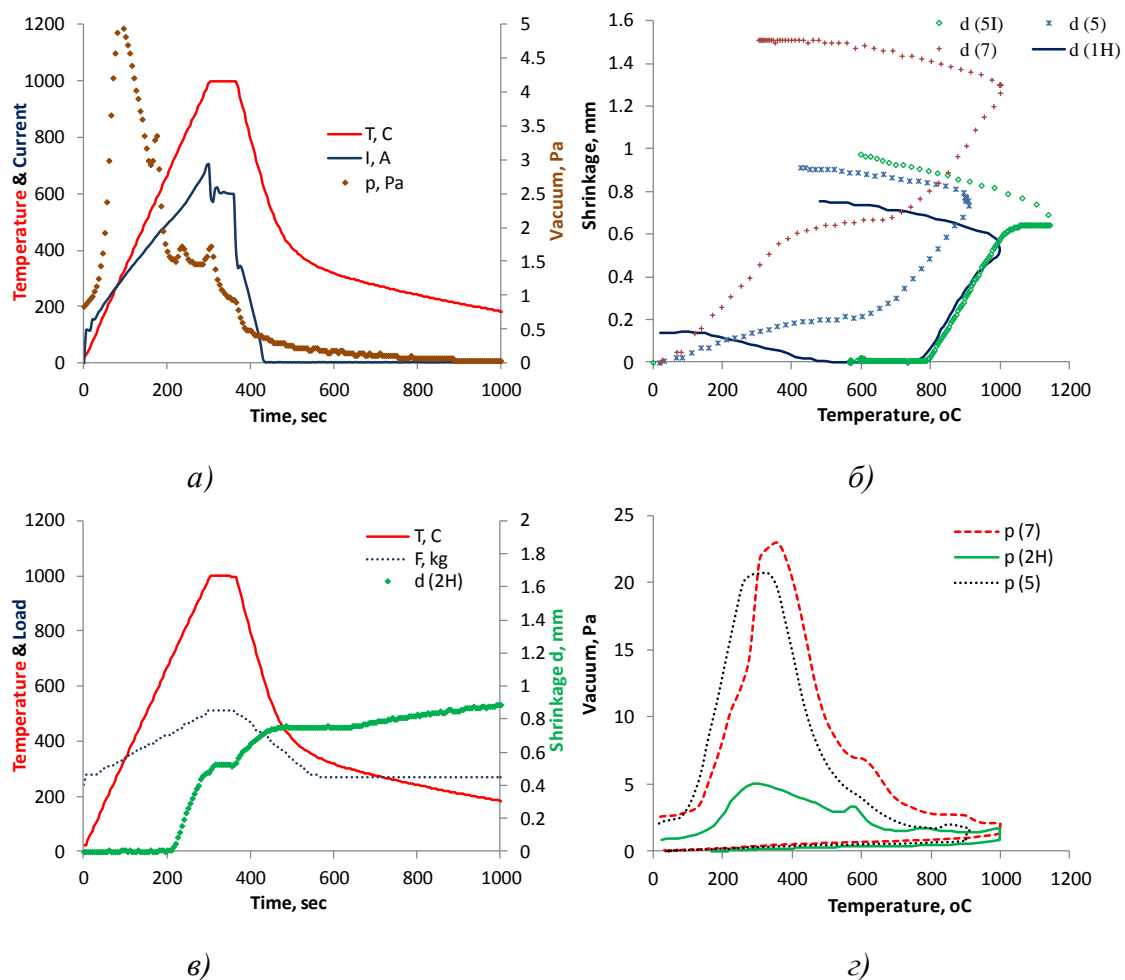 1200
1000
800
600
400
200
0
Temperature & Current
5
4.5
4
3.5
3
2.5
2
1.5
1
0.5
0
Vacuum, Pa
T, C
I, A
p, Pa
0 200 400 600 800 1000
Time, sec
а)
1.6
1.4
1.2
1
0.8
0.6
0.4
0.2
0
Shrinkage, mm
d (5I) d (5)
d (7) d (1H)
0 200 400 600 800 1000 1200
Temperature, oC
б)
1200
1000
800
600
400
200
0
Temperature & Load
2
1.8
1.6
1.4
1.2
1
0.8
0.6
0.4
0.2
0
Shrinkage d, mm
T, C
F, kg
d (2H)
0 200 400 600 800 1000
Time, sec
в)
25
20
15
10
5
0
Vacuum, Pa
p (7)
p (2H)
p (5)
0 200 400 600 800 1000 1200
Temperature, oC
г)